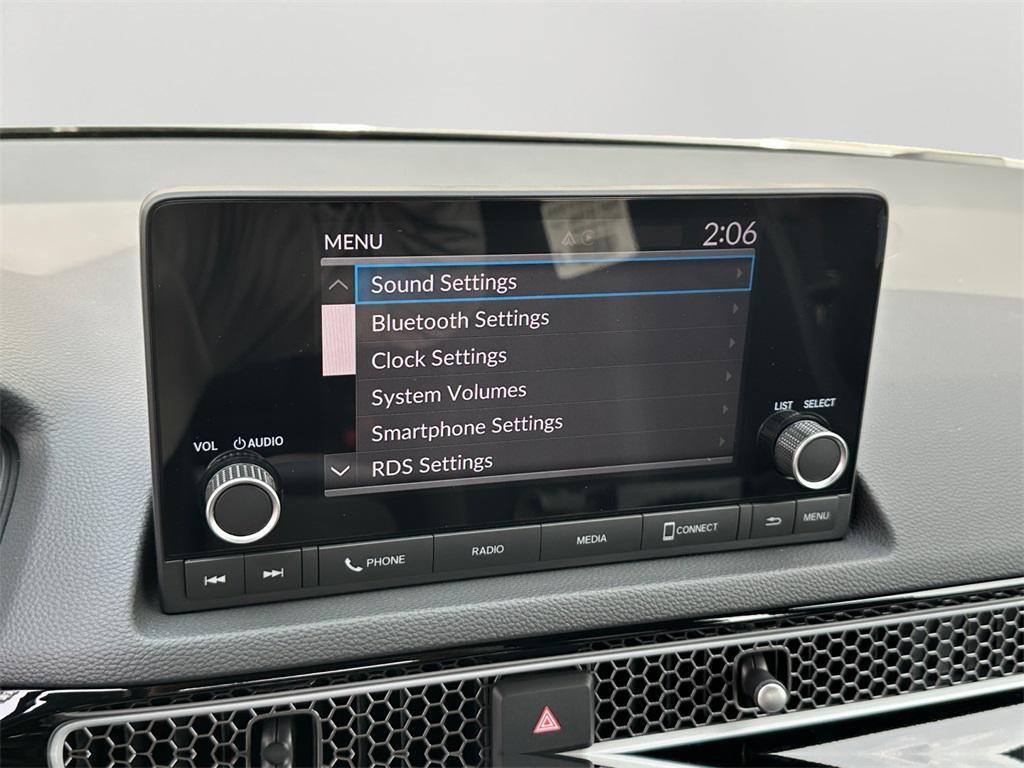 MENU 2:06
Sound Settings
Bluetooth Settings
Clock Settings
System Volumes
Smartphone Settings
RDS Settings
VOL AUDIO
LIST SELECT
PHONE RADIO MEDIA CONNECT MENU